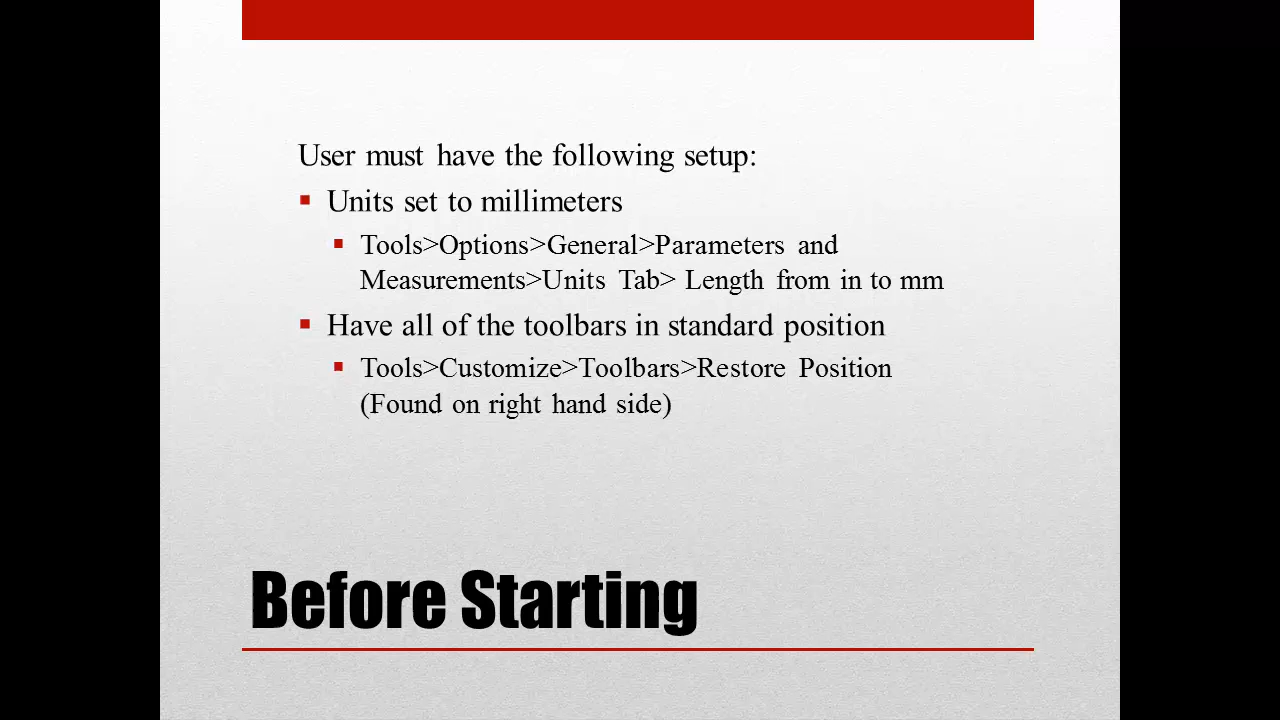 User must have the following setup:
Units set to millimeters
Tools>Options>General>Parameters and
Measurements>Units Tab> Length from in to mm
Have all of the toolbars in standard position
Tools>Customize>Toolbars>Restore Position
(Found on right hand side)
Before Starting